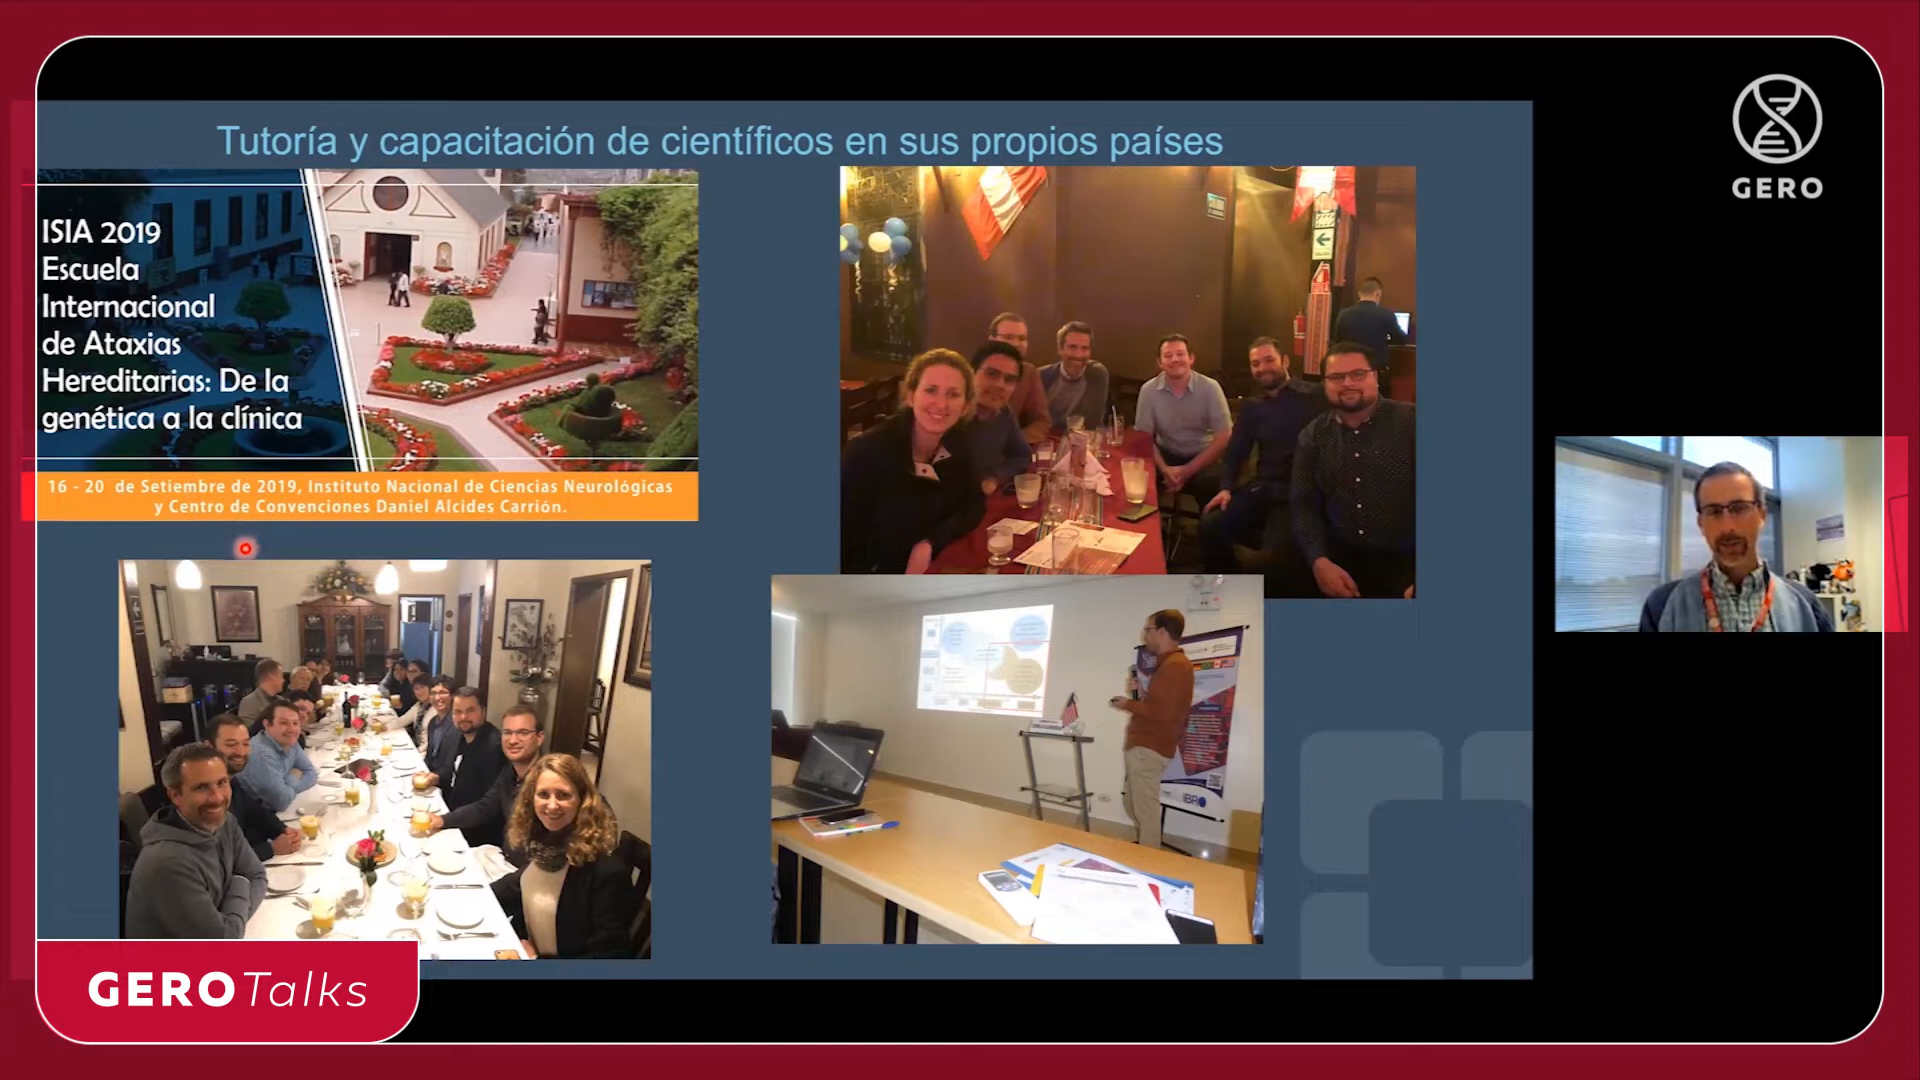 Tutoría y capacitación de científicos en sus propios países
GERO
ISIA 2019
Escuela
Internacional
de Ataxias
Hereditarias: De la
genética a la clínica
16 - 20 de Setiembre de 2019, Instituto Nacional de Ciencias Neurológicas
y Centro de Convenciones Daniel Alcides Carrión.
IBRO
GERO Talks